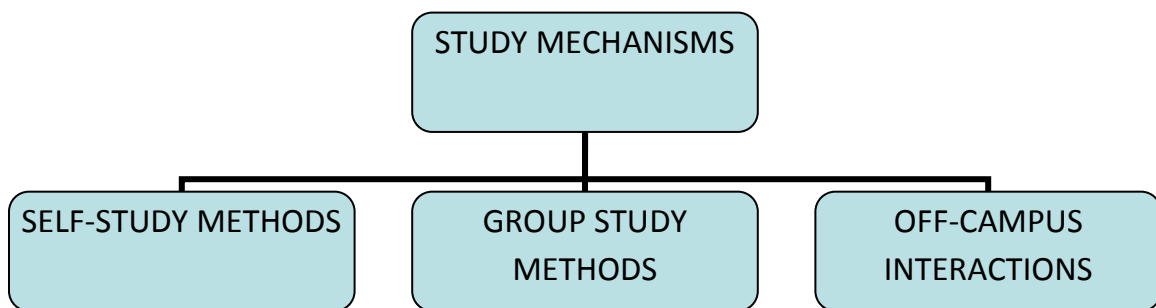 STUDY MECHANISMS
SELF-STUDY METHODS
GROUP STUDY
METHODS
OFF-CAMPUS
INTERACTIONS